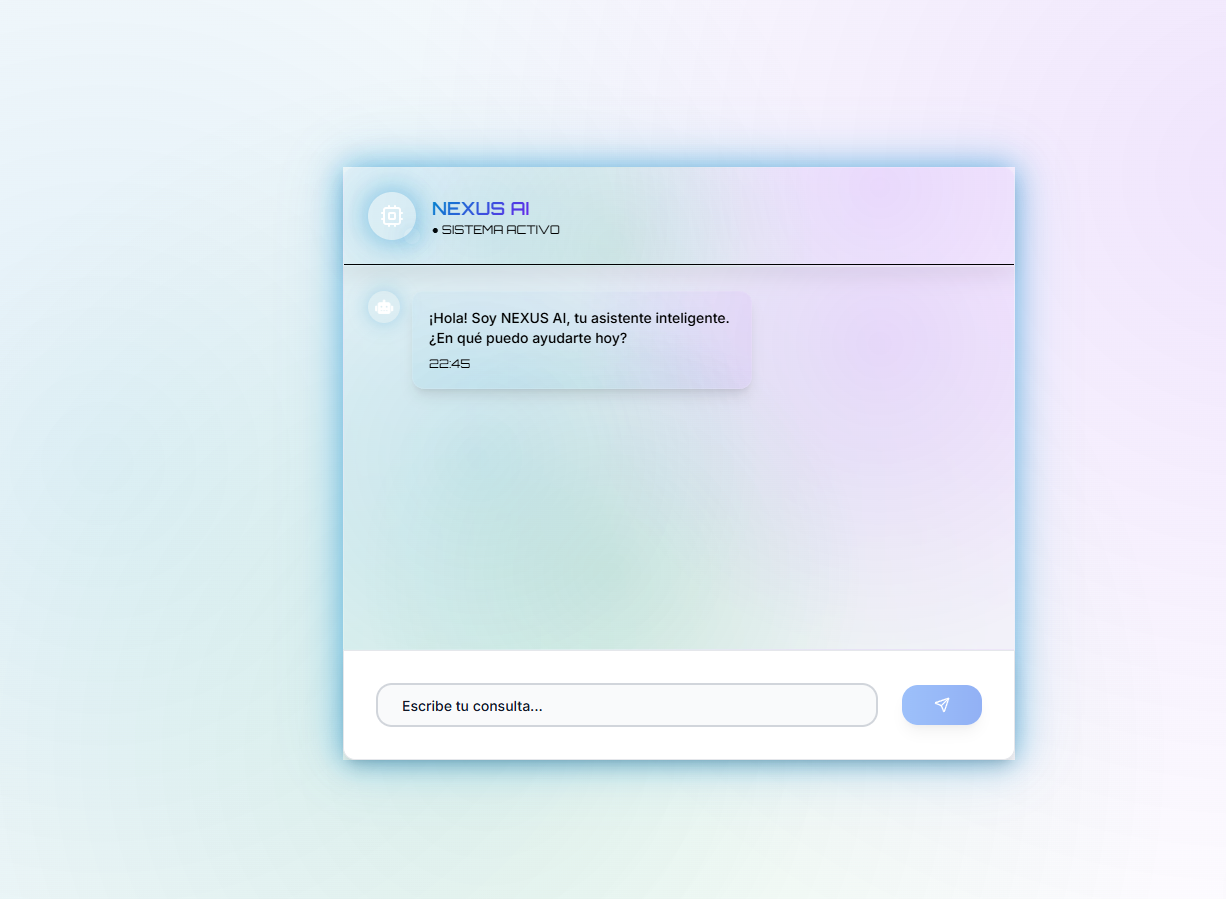 NEXUS AI
● SISTEMA ACTIVO
¡Hola! Soy NEXUS AI, tu asistente inteligente.
¿En qué puedo ayudarte hoy?
22:45
Escribe tu consulta...